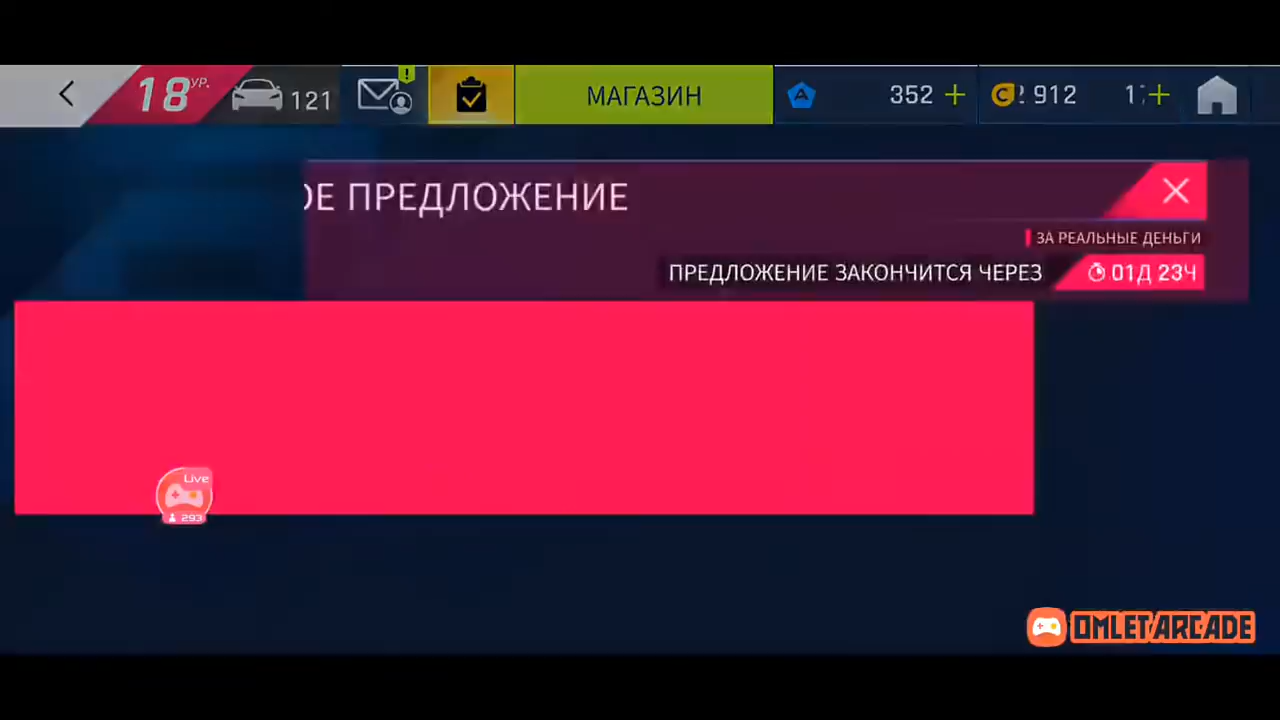 18 УР.
121
МАГАЗИН
352
2 912
ПРЕДЛОЖЕНИЕ
ЗА РЕАЛЬНЫЕ ДЕНЬГИ
ПРЕДЛОЖЕНИЕ ЗАКОНЧИТСЯ ЧЕРЕЗ
01Д 23Ч
Live
293
OMLET ARCADE